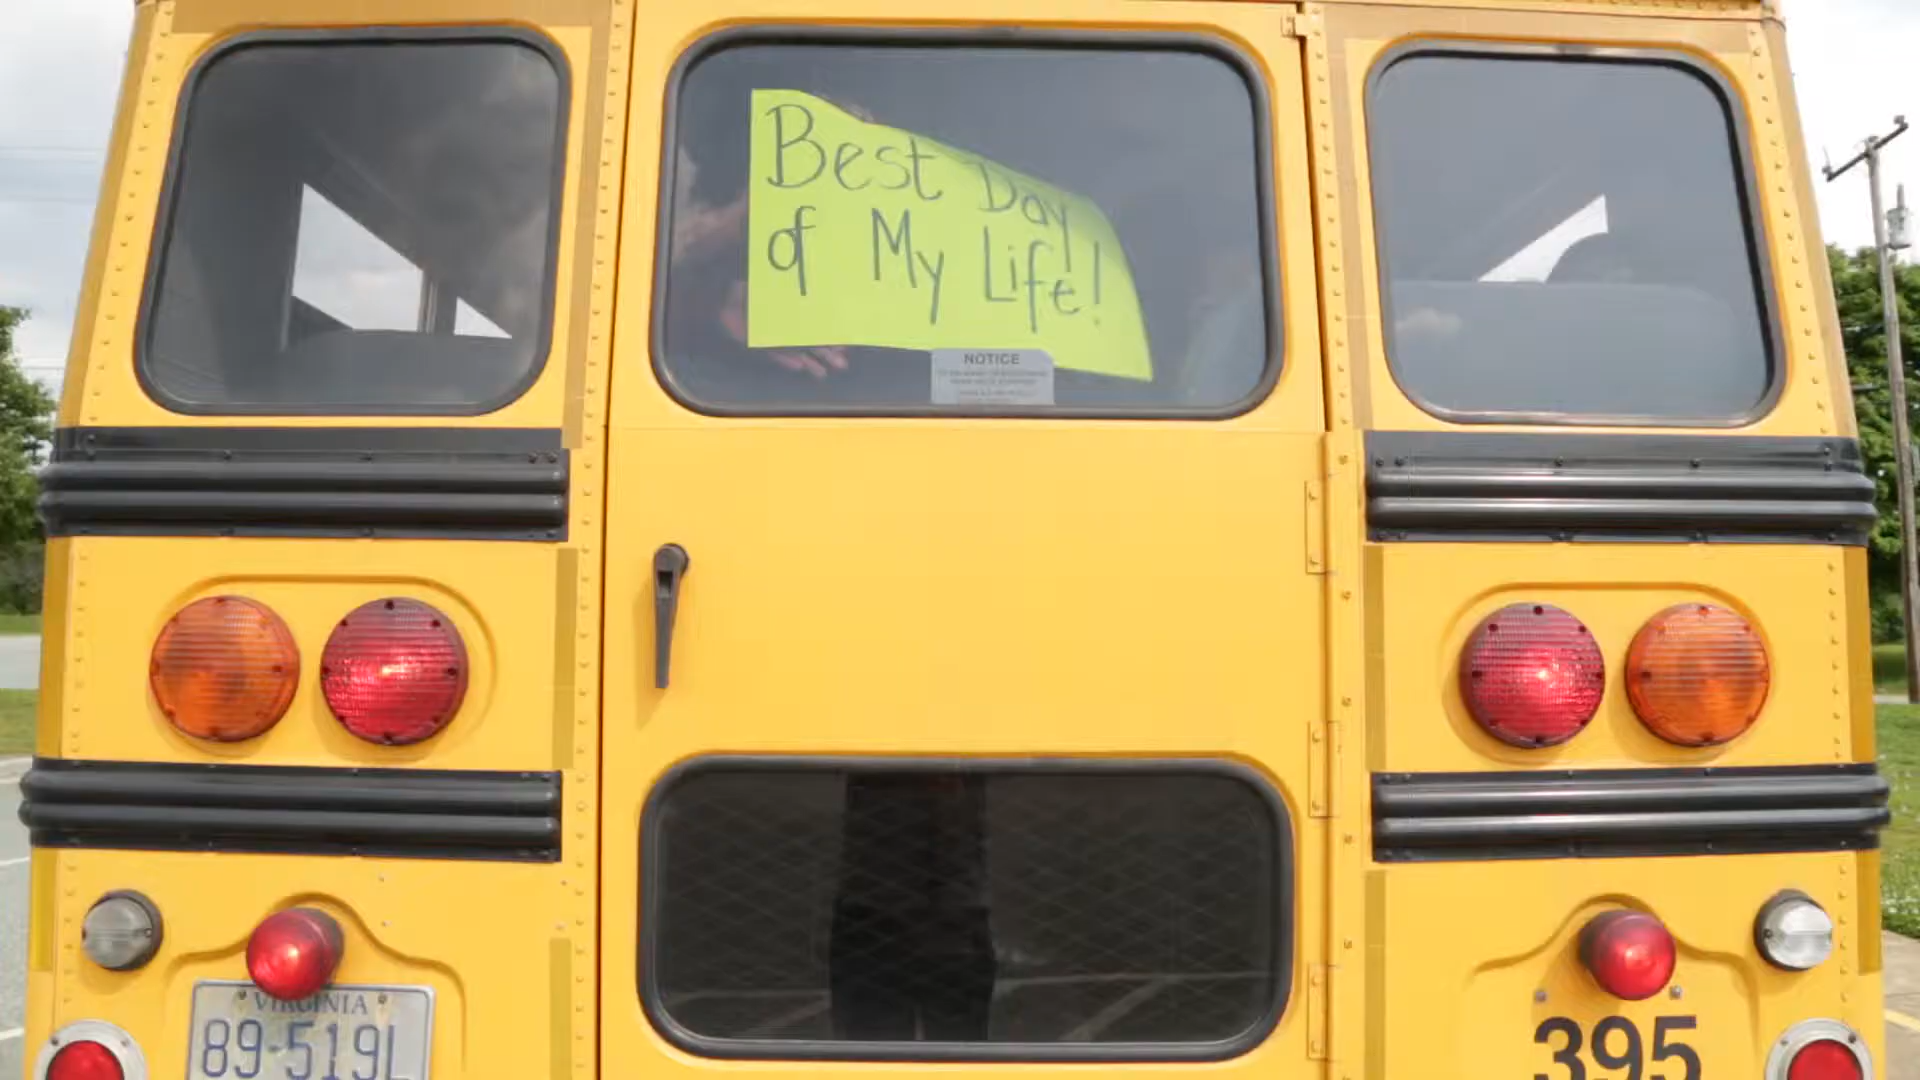 Best Day
of My Life!
NOTICE
VIRGINIA
89-519L
395